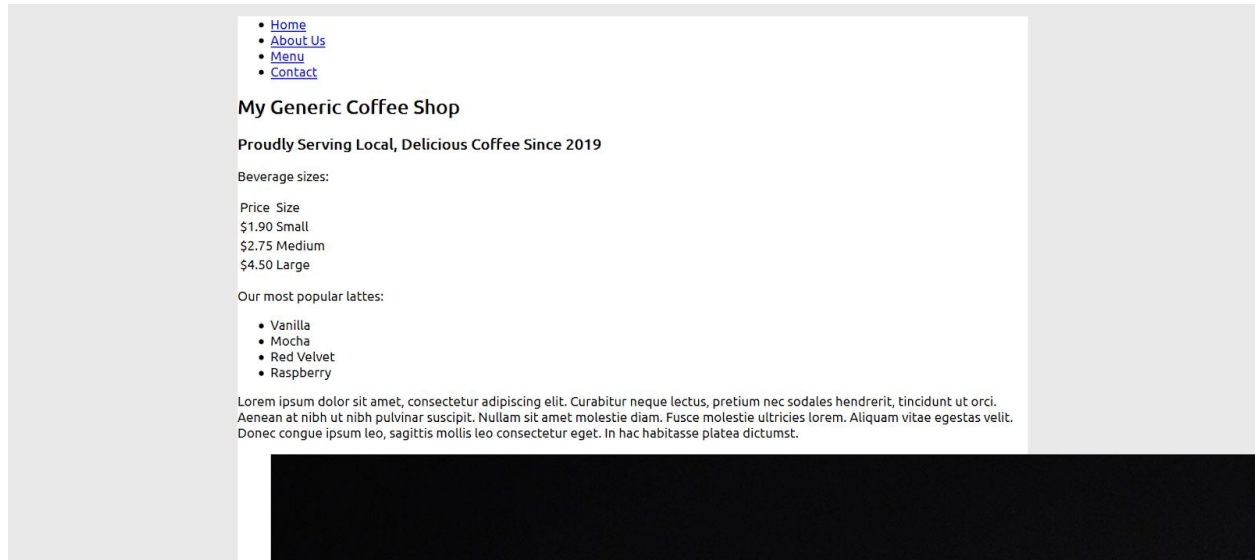 Home
About Us
Menu
Contact
My Generic Coffee Shop
Proudly Serving Local, Delicious Coffee Since 2019
Beverage sizes:
Price Size
$1.90 Small
$2.75 Medium
$4.50 Large
Our most popular lattes:
Vanilla
Mocha
Red Velvet
Raspberry
Lorem ipsum dolor sit amet, consectetur adipiscing elit. Curabitur neque lectus, pretium nec sodales hendrerit, tincidunt ut orci.
Aenean at nibh ut nibh pulvinar suscipit. Nullam sit amet molestie diam. Fusce molestie ultricies lorem. Aliquam vitae egestas velit.
Donec congue ipsum leo, sagittis mollis leo consectetur eget. In hac habitasse platea dictumst.